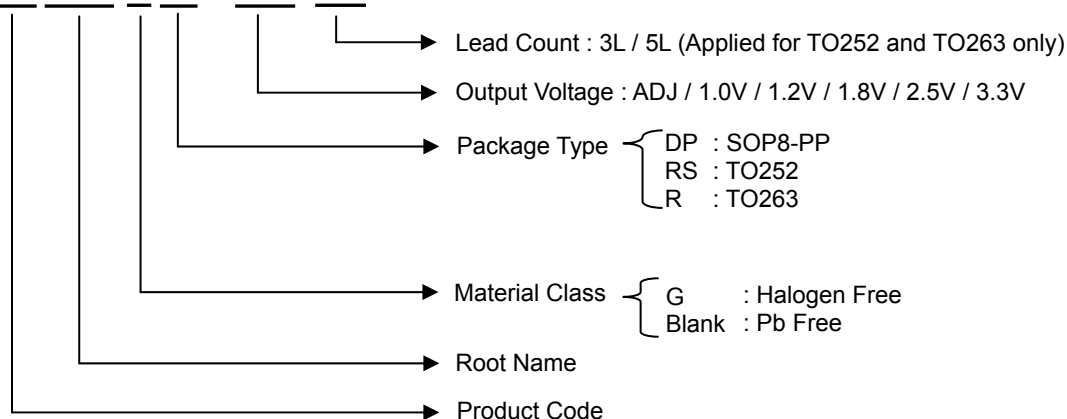 Lead Count : 3L / 5L (Applied for TO252 and TO263 only)
Output Voltage : ADJ / 1.0V / 1.2V / 1.8V / 2.5V / 3.3V
Package Type
DP : SOP8-PP
RS : TO252
R : TO263
Material Class
G : Halogen Free
Blank : Pb Free
Root Name
Product Code